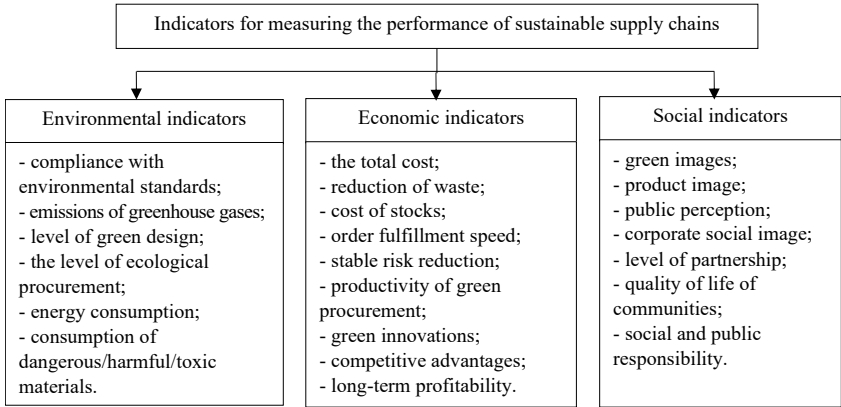 Indicators for measuring the performance of sustainable supply chains
Environmental indicators
- compliance with
environmental standards;
- emissions of greenhouse gases;
- level of green design;
- the level of ecological
procurement;
- energy consumption;
- consumption of
dangerous/harmful/toxic
materials.
Economic indicators
- the total cost;
- reduction of waste;
- cost of stocks;
- order fulfillment speed;
- stable risk reduction;
- productivity of green
procurement;
- green innovations;
- competitive advantages;
- long-term profitability.
Social indicators
- green images;
- product image;
- public perception;
- corporate social image;
- level of partnership;
- quality of life of
communities;
- social and public
responsibility.